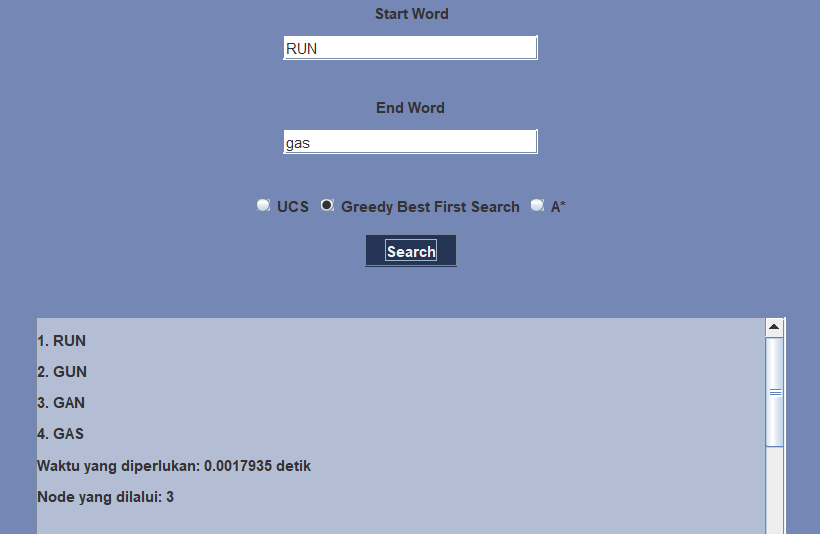 Start Word
RUN
End Word
gas
UCS Greedy Best First Search A*
Search
1. RUN
2. GUN
3. GAN
4. GAS
Waktu yang diperlukan: 0.0017935 detik
Node yang dilalui: 3